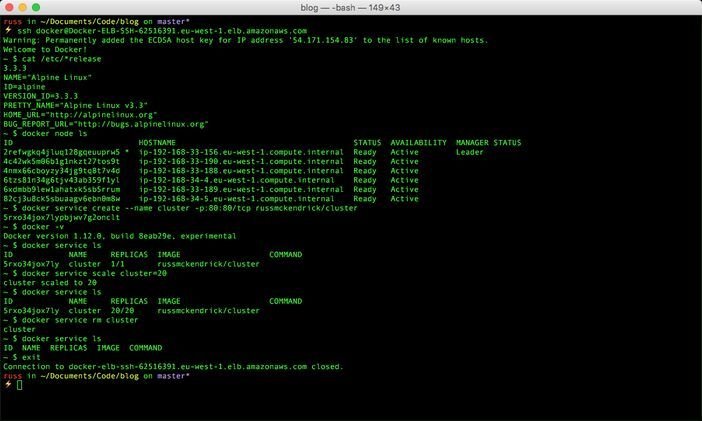 blog — -bash — 149×43
russ in ~/Documents/Code/blog on master*
⚡ ssh docker@Docker-ELB-SSH-62516391.eu-west-1.elb.amazonaws.com
Warning: Permanently added the ECDSA host key for IP address '54.171.154.83' to the list of known hosts.
Welcome to Docker!
~ $ cat /etc/*release
3.3.3
NAME="Alpine Linux"
ID=alpine
VERSION_ID=3.3.3
PRETTY_NAME="Alpine Linux v3.3"
HOME_URL="http://alpinelinux.org"
BUG_REPORT_URL="http://bugs.alpinelinux.org"
~ $ docker node ls
ID HOSTNAME STATUS AVAILABILITY MANAGER STATUS
2refwgkq4jluq128gqeuuprw5 * ip-192-168-33-156.eu-west-1.compute.internal Ready Active Leader
4c42wk5m06b1g1nkzt27tos9t ip-192-168-33-190.eu-west-1.compute.internal Ready Active
4nmx66cboyzy34jg9tq8t7v4d ip-192-168-33-188.eu-west-1.compute.internal Ready Active
6tzs81n34g6tjv43ab359f1yl ip-192-168-34-4.eu-west-1.compute.internal Ready Active
6xdmbb9lew1ahatxk5sb5rrum ip-192-168-33-189.eu-west-1.compute.internal Ready Active
82cj3u8ck5sbuaagv6ebn0m8w ip-192-168-34-5.eu-west-1.compute.internal Ready Active
~ $ docker service create --name cluster -p:80:80/tcp russmckendrick/cluster
5rxo34jox7lypbjwv7g2onclt
~ $ docker -v
Docker version 1.12.0, build 8eab29e, experimental
~ $ docker service ls
ID NAME REPLICAS IMAGE COMMAND
5rxo34jox7ly cluster 1/1 russmckendrick/cluster
~ $ docker service scale cluster=20
cluster scaled to 20
~ $ docker service ls
ID NAME REPLICAS IMAGE COMMAND
5rxo34jox7ly cluster 20/20 russmckendrick/cluster
~ $ docker service rm cluster
cluster
~ $ docker service ls
ID NAME REPLICAS IMAGE COMMAND
~ $ exit
Connection to docker-elb-ssh-62516391.eu-west-1.elb.amazonaws.com closed.
russ in ~/Documents/Code/blog on master*
⚡